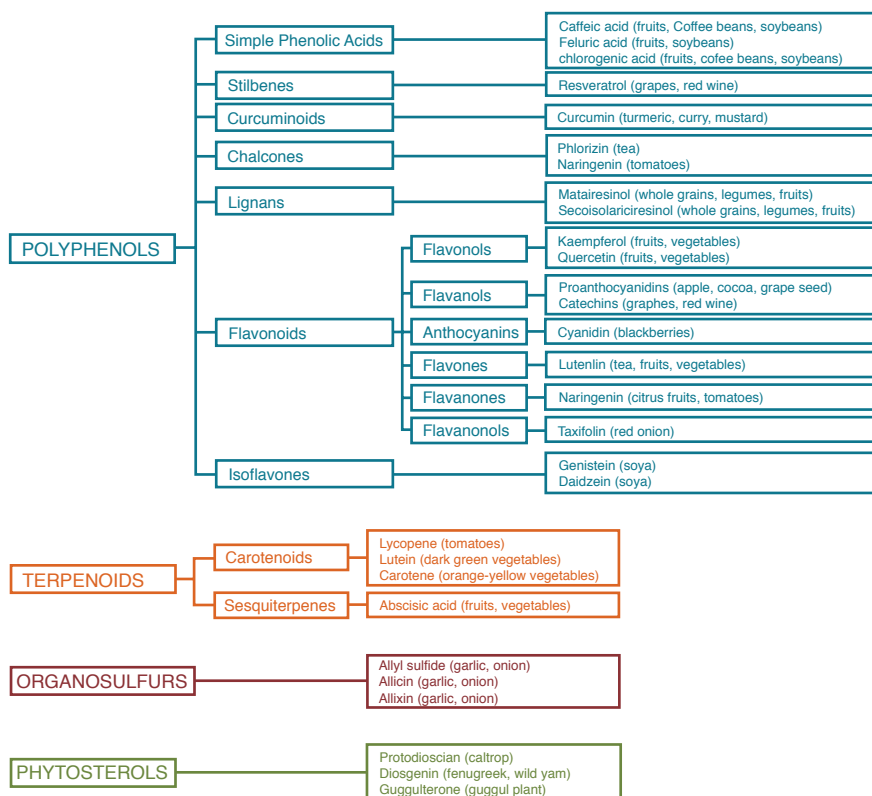 POLYPHENOLS
Simple Phenolic Acids
Caffeic acid (fruits, Coffee beans, soybeans)
Feluric acid (fruits, soybeans)
chlorogenic acid (fruits, cofee beans, soybeans)
Stilbenes
Resveratrol (grapes, red wine)
Curcuminoids
Curcumin (turmeric, curry, mustard)
Chalcones
Phlorizin (tea)
Naringenin (tomatoes)
Lignans
Matairesinol (whole grains, legumes, fruits)
Secoisolariciresinol (whole grains, legumes, fruits)
Flavonoids
Flavonols
Kaempferol (fruits, vegetables)
Quercetin (fruits, vegetables)
Flavanols
Proanthocyanidins (apple, cocoa, grape seed)
Catechins (graphes, red wine)
Anthocyanins
Cyanidin (blackberries)
Flavones
Lutenlin (tea, fruits, vegetables)
Flavanones
Naringenin (citrus fruits, tomatoes)
Flavanonols
Taxifolin (red onion)
Isoflavones
Genistein (soya)
Daidzein (soya)
TERPENOIDS
Carotenoids
Lycopene (tomatoes)
Lutein (dark green vegetables)
Carotene (orange-yellow vegetables)
Sesquiterpenes
Abscisic acid (fruits, vegetables)
ORGANOSULFURS
Allyl sulfide (garlic, onion)
Allicin (garlic, onion)
Allixin (garlic, onion)
PHYTOSTEROLS
Protodioscian (caltrop)
Diosgenin (fenugreek, wild yam)
Guggulterone (guggul plant)